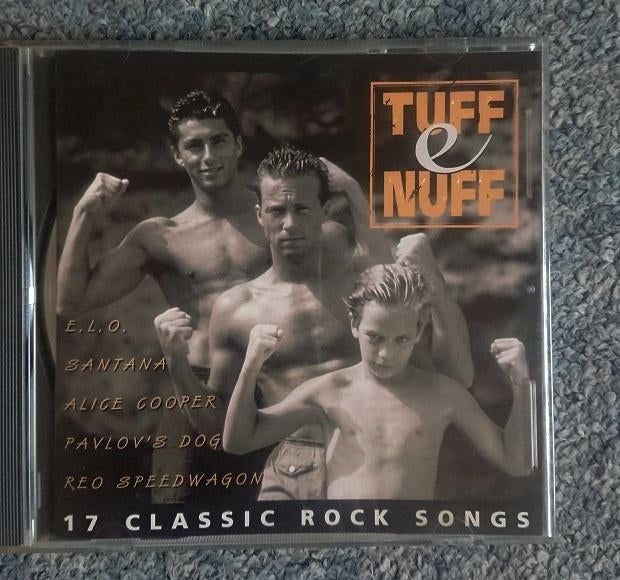 TUFF
e
NUFF
E.L.O.
SANTANA
ALICE COOPER
PAVLOV'S DOG
REO SPEEDWAGON
17 CLASSIC ROCK SONGS